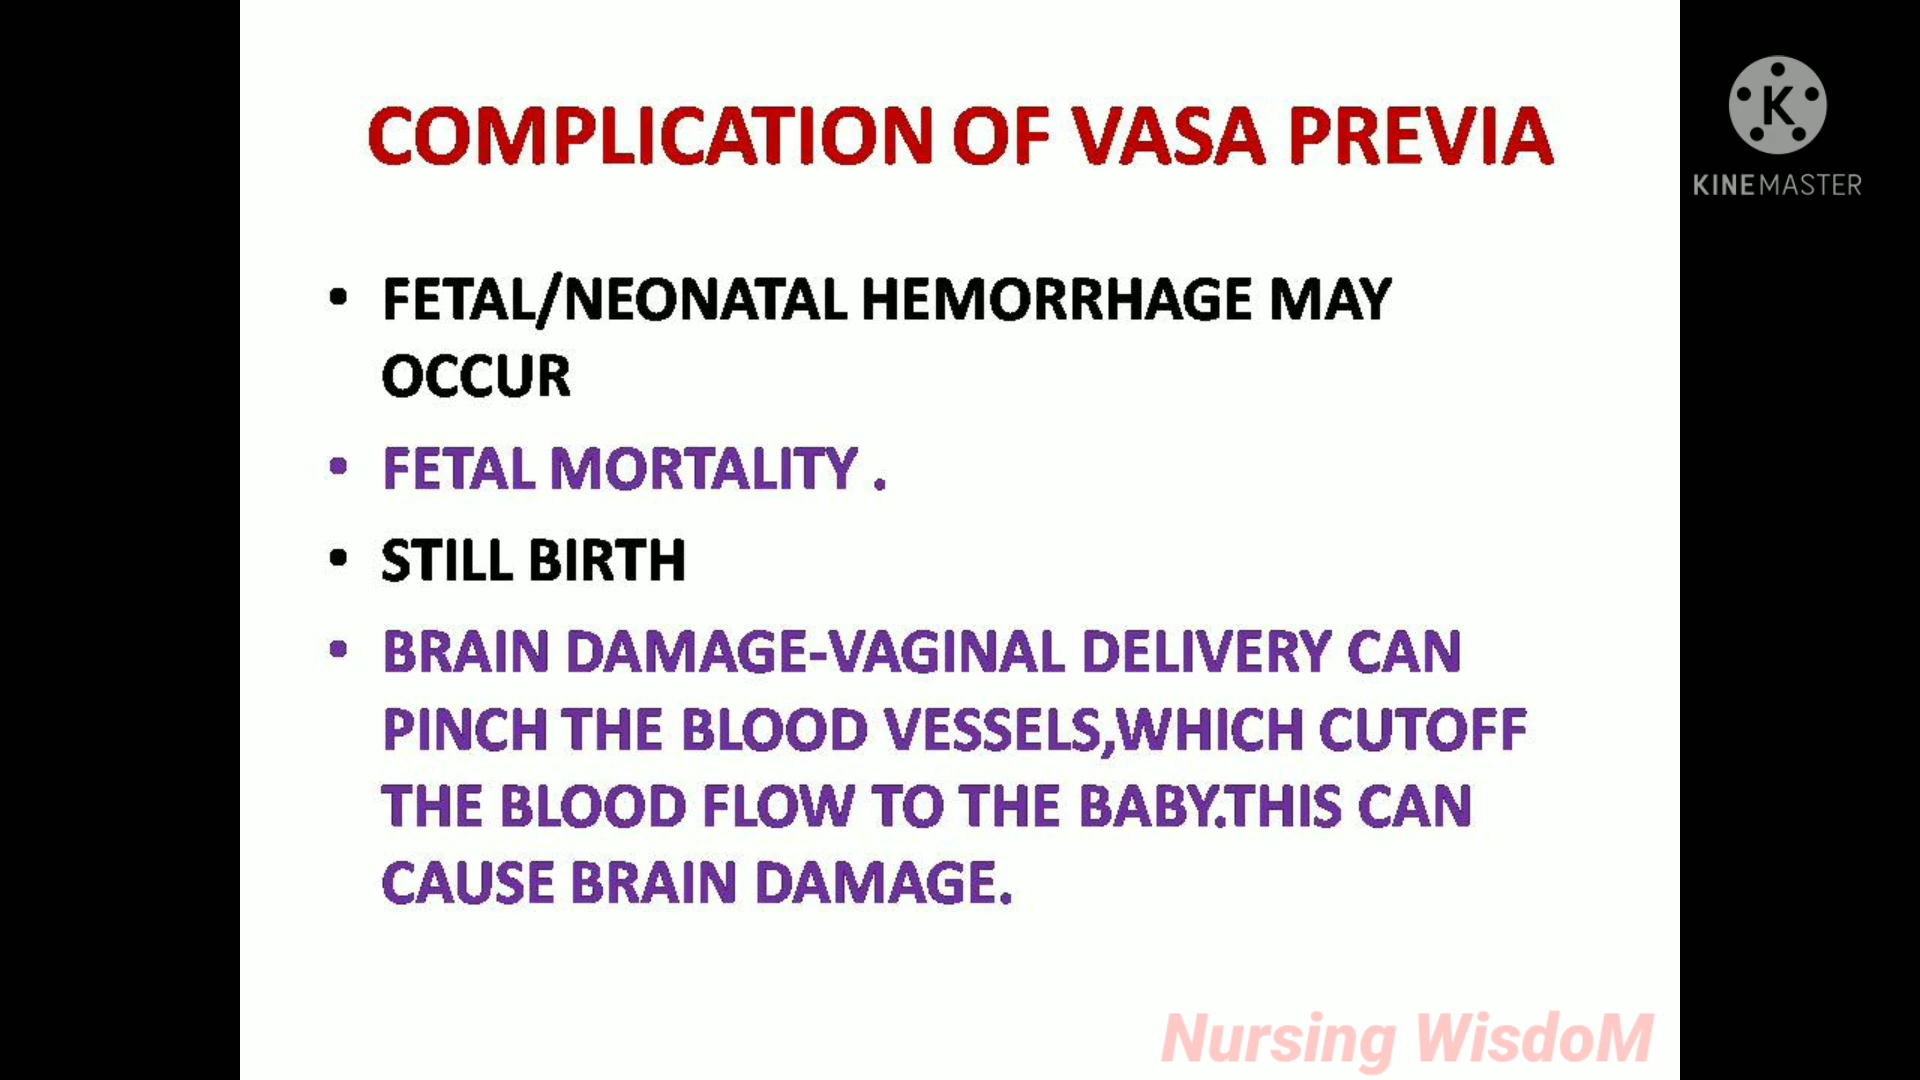 COMPLICATION OF VASA PREVIA
K
KINEMASTER
• FETAL/NEONATAL HEMORRHAGE MAY
OCCUR
• FETAL MORTALITY .
• STILL BIRTH
• BRAIN DAMAGE-VAGINAL DELIVERY CAN
PINCH THE BLOOD VESSELS,WHICH CUTOFF
THE BLOOD FLOW TO THE BABY.THIS CAN
CAUSE BRAIN DAMAGE.
Nursing WisdoM